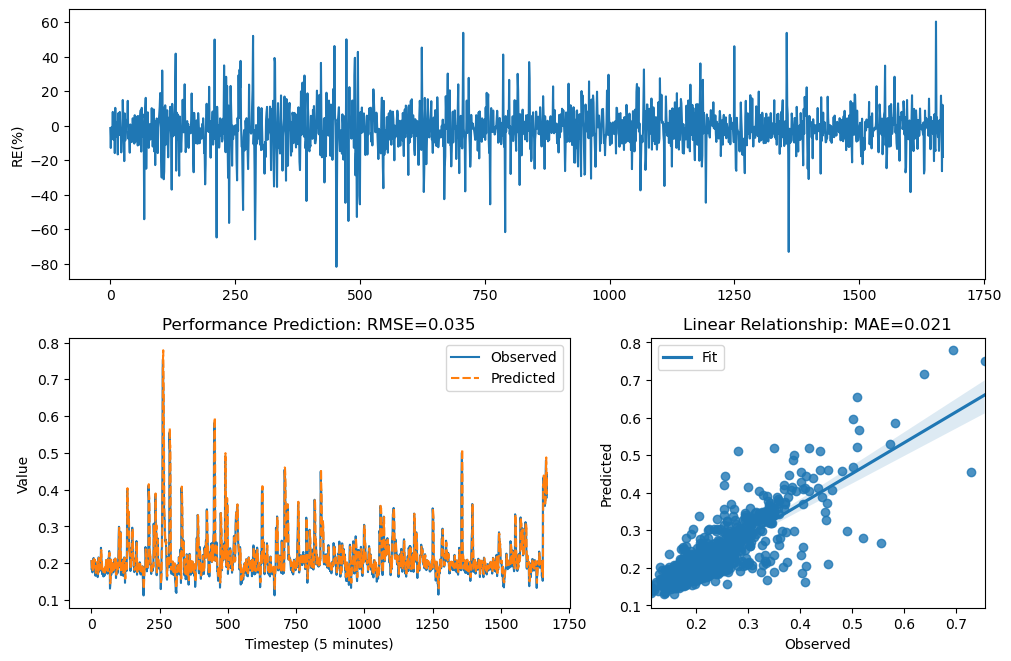 60
40
20
0
−20
−40
−60
−80
RE(%)
0 250 500 750 1000 1250 1500 1750
Performance Prediction: RMSE=0.035
0.8
0.7
0.6
0.5
0.4
0.3
0.2
0.1
Value
Observed
Predicted
0 250 500 750 1000 1250 1500 1750
Timestep (5 minutes)
Linear Relationship: MAE=0.021
0.8
0.7
0.6
0.5
0.4
0.3
0.2
0.1
Predicted
Fit
0.2 0.3 0.4 0.5 0.6 0.7
Observed